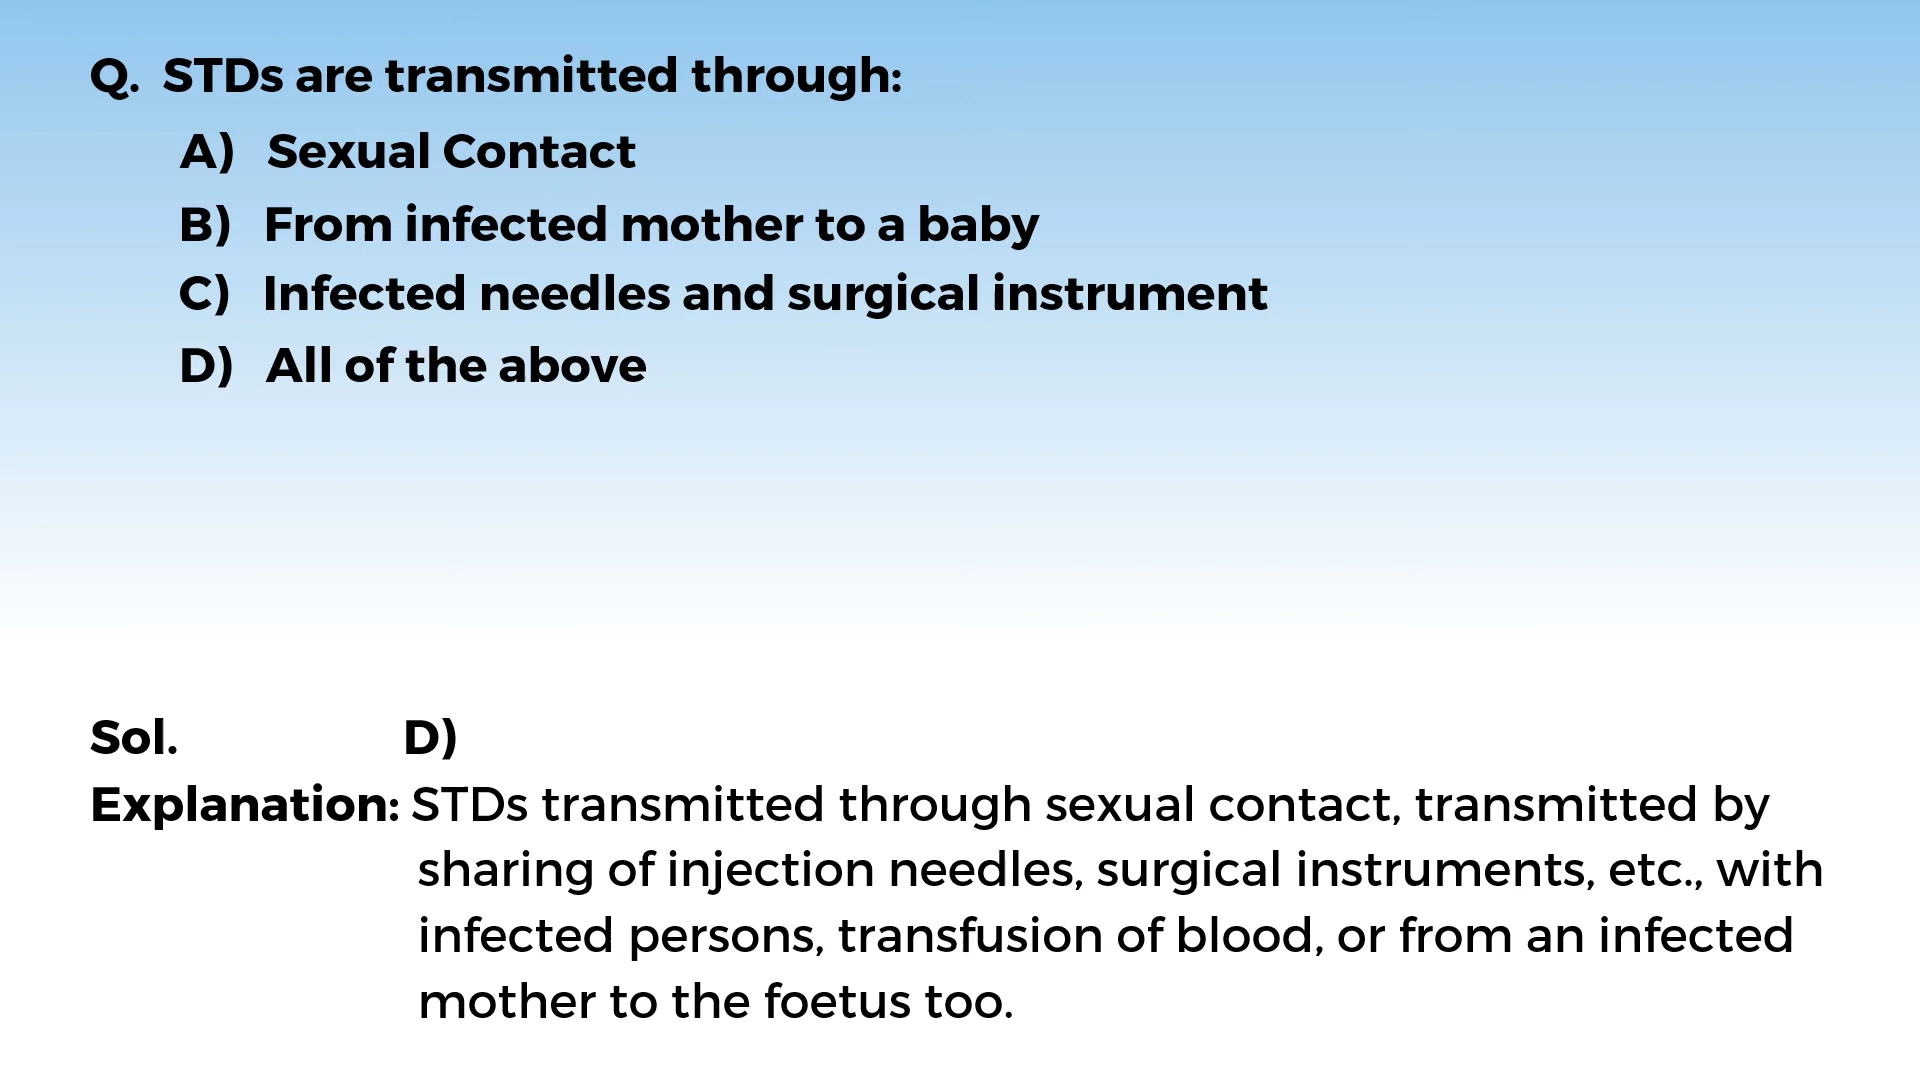 Q. STDs are transmitted through:
A) Sexual Contact
B) From infected mother to a baby
C) Infected needles and surgical instrument
D) All of the above
Sol. D)
Explanation: STDs transmitted through sexual contact, transmitted by
sharing of injection needles, surgical instruments, etc., with
infected persons, transfusion of blood, or from an infected
mother to the foetus too.